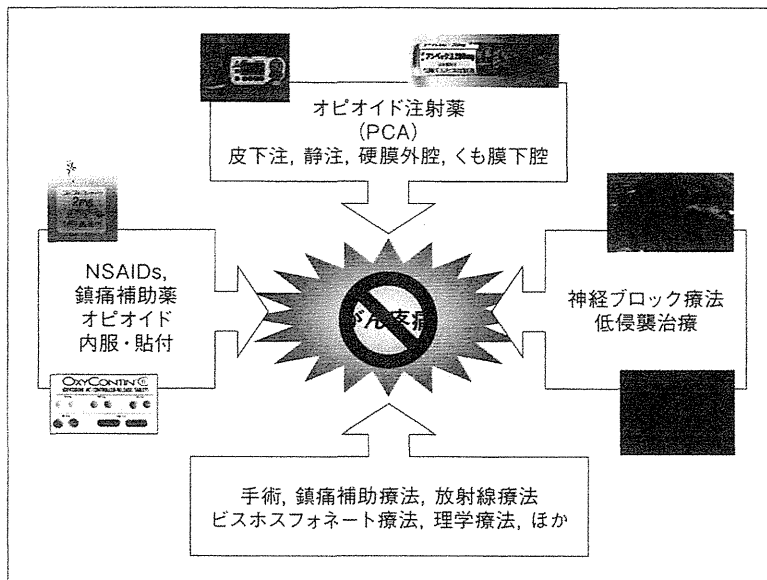 オピオイド注射薬
(PCA)
皮下注, 静注, 硬膜外腔, くも膜下腔
2mg
NSAIDs,
鎮痛補助薬
オピオイド
内服・貼付
OXYCONTIN
がん疼痛
神経ブロック療法
低侵襲治療
手術, 鎮痛補助療法, 放射線療法
ビスホスフォネート療法, 理学療法, ほか